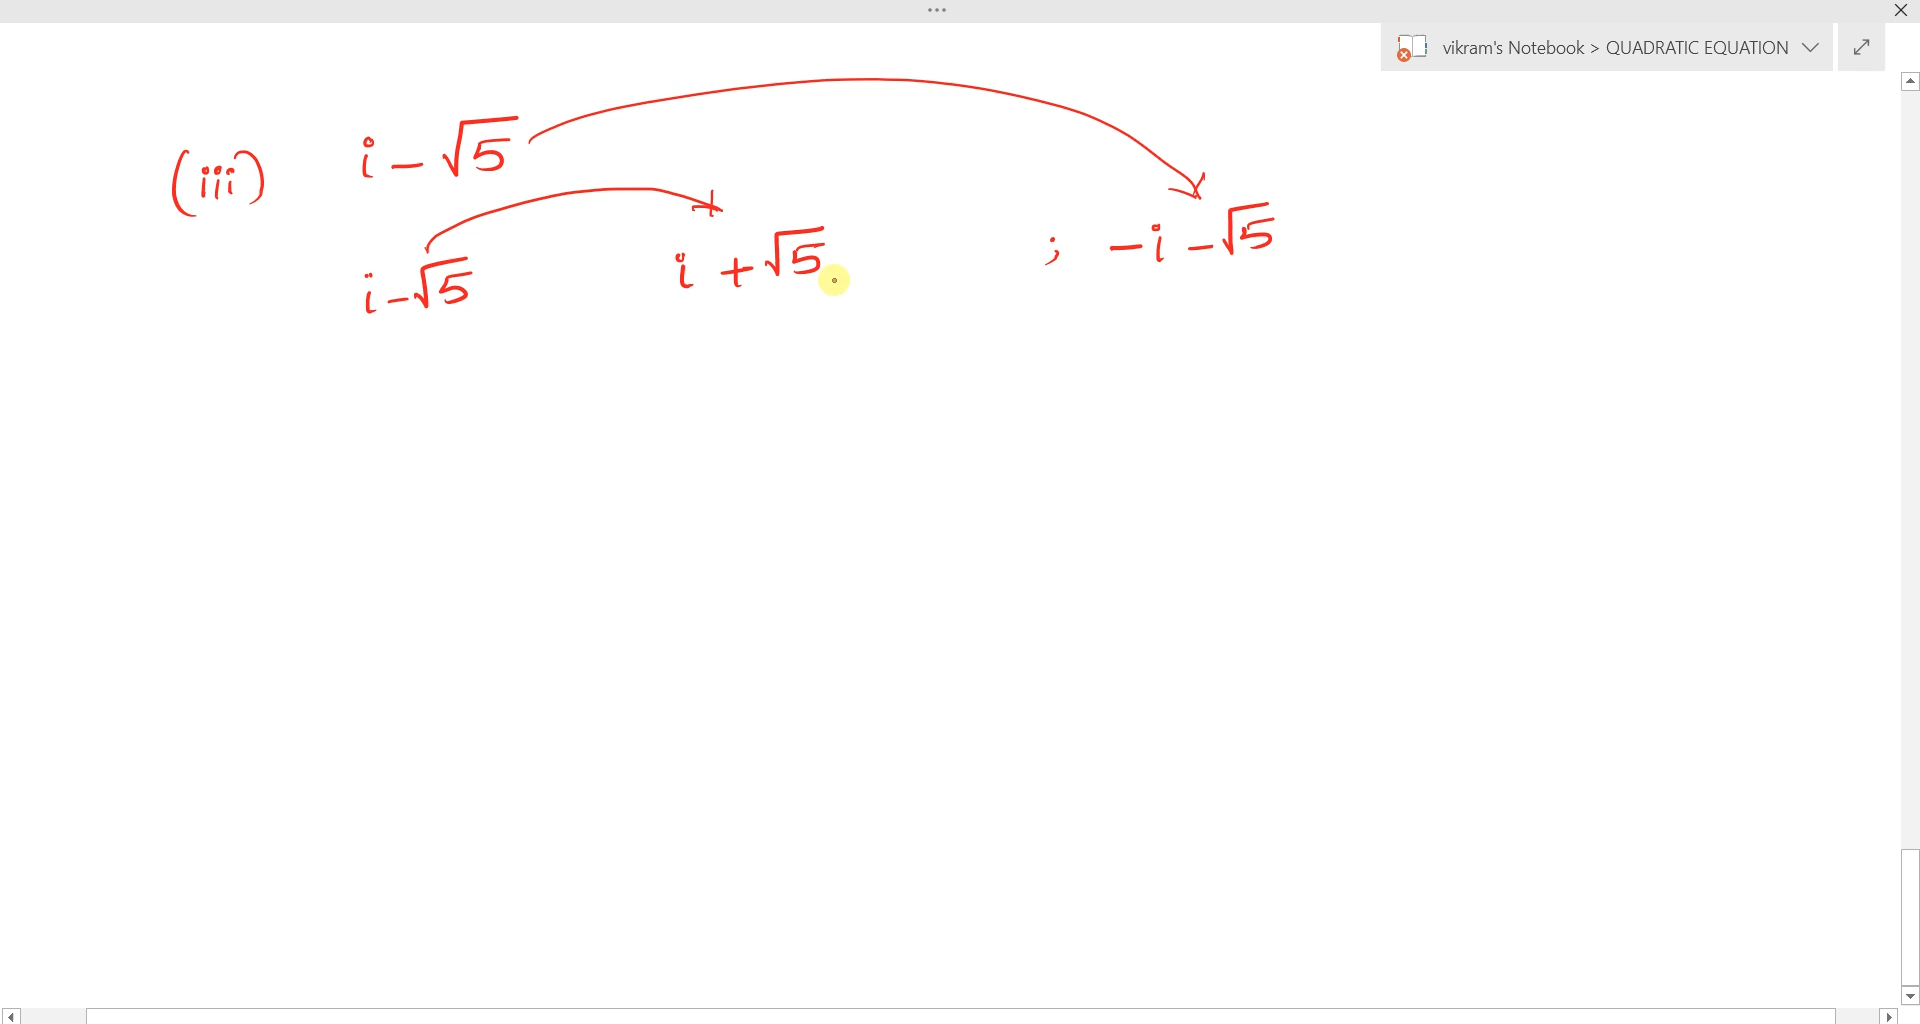 vikram's Notebook > QUADRATIC EQUATION
(iii) i - √5
i - √5 i + √5 ; - i - √5